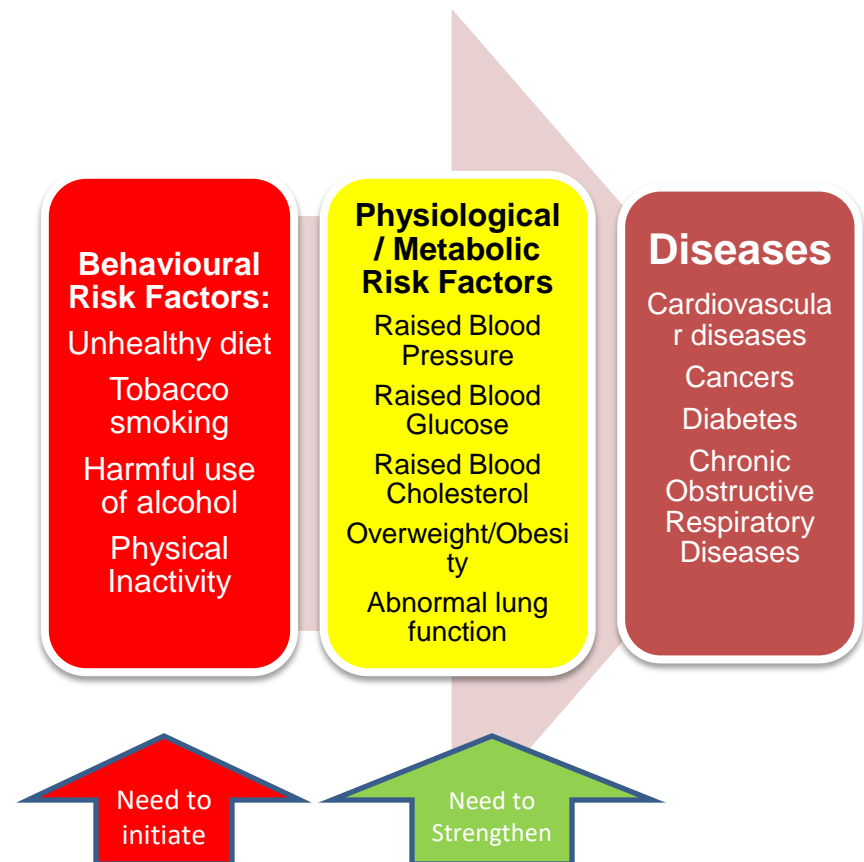 Behavioural
Risk Factors:
Unhealthy diet
Tobacco
smoking
Harmful use
of alcohol
Physical
Inactivity
Physiological
/ Metabolic
Risk Factors
Raised Blood
Pressure
Raised Blood
Glucose
Raised Blood
Cholesterol
Overweight/Obesi
ty
Abnormal lung
function
Diseases
Cardiovascula
r diseases
Cancers
Diabetes
Chronic
Obstructive
Respiratory
Diseases
Need to
initiate
Need to
Strengthen